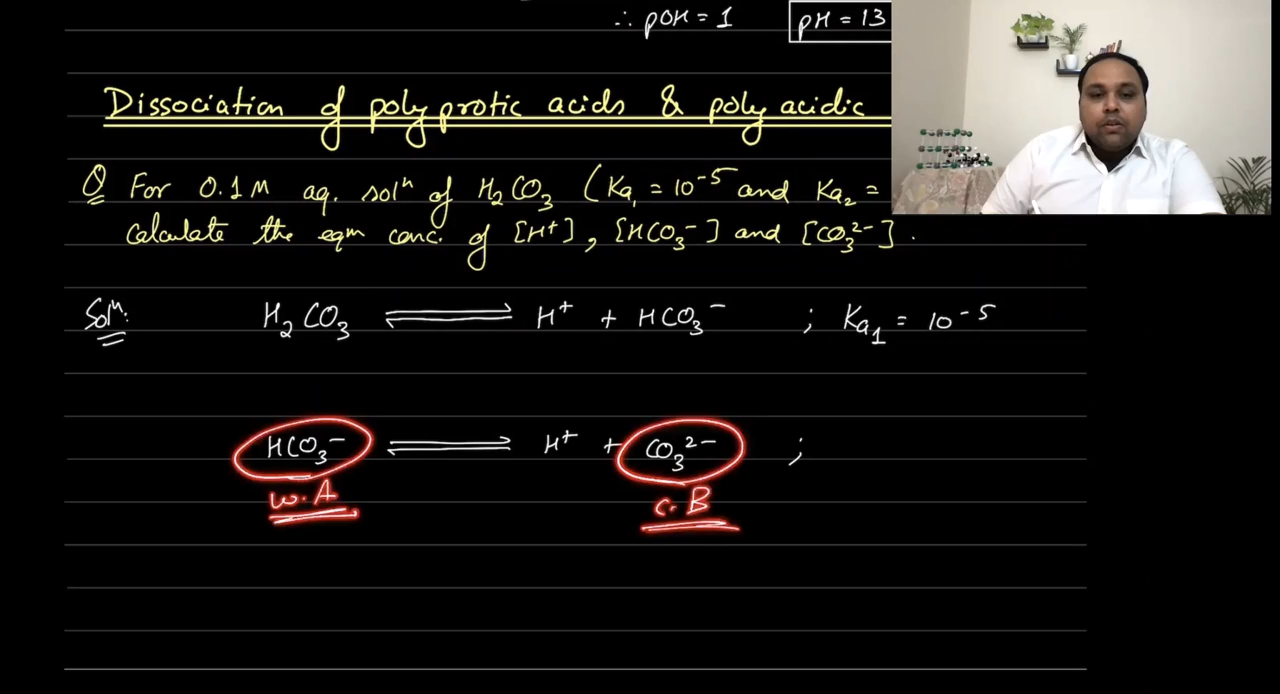 ∴ pOH = 1 pH = 13
Dissociation of polyprotic acids & polyacidic
Q For 0.1M aq. solⁿ of H₂CO₃ (Ka₁ = 10⁻⁵ and Ka₂ =
calculate the eqm conc. of [H⁺], [HCO₃⁻] and [CO₃²⁻].
Solⁿ: H₂CO₃ ⇌ H⁺ + HCO₃⁻ ; Ka₁ = 10⁻⁵
HCO₃⁻ ⇌ H⁺ + CO₃²⁻ ;
W.A C.B